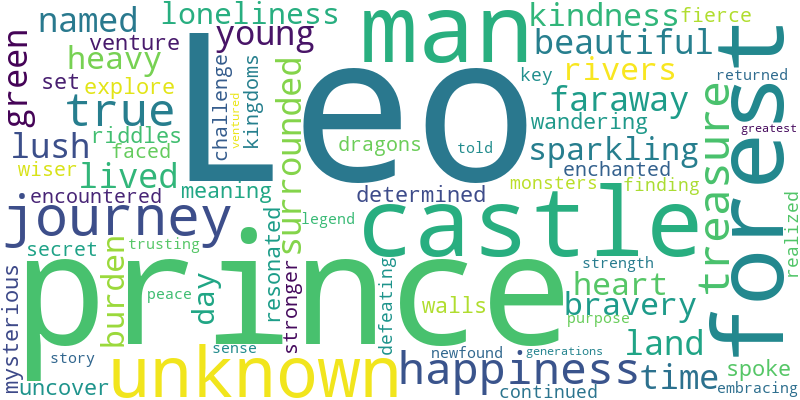 named
loneliness
young
man
kindness
fierce
venture
beautiful
green
heavy
set
explore
Leo
challenge
ventured
kingdoms
surrounded
key
rivers
returned
forest
true
riddles
faced
dragons
told
faraway
treasure
greatest
lush
wiser
lived
wandering
sparkling
enchanted
encountered
meaning
determined
monsters
finding
journey
resonated
legend
castle
realized
secret
trusting
burden
day
prince
peace
stronger
defeating
walls
strength
heart
bravery
purpose
mysterious
story
uncover
unknown
sense
happiness
newfound
generations
continued
land
time
spoke
embracing